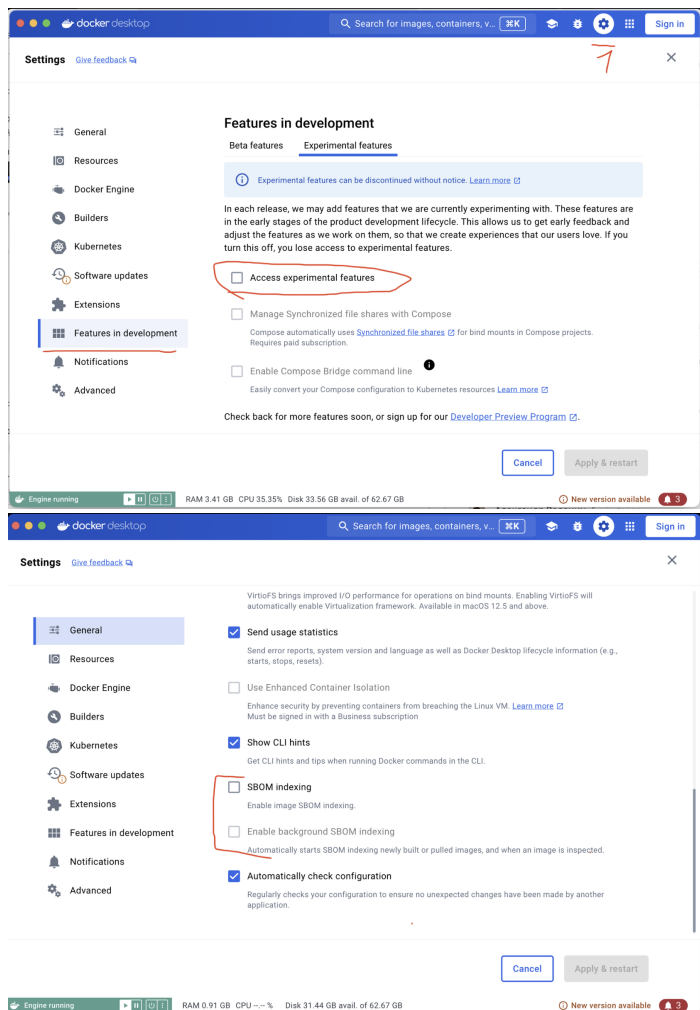 docker desktop
Search for images, containers, v... ⌘K
Sign in
1
Settings Give feedback
General
Resources
Docker Engine
Builders
Kubernetes
Software updates
Extensions
Features in development
Notifications
Advanced
Features in development
Beta features Experimental features
Experimental features can be discontinued without notice. Learn more
In each release, we may add features that we are currently experimenting with. These features are
in the early stages of the product development lifecycle. This allows us to get early feedback and
adjust the features as we work on them, so that we create experiences that our users love. If you
turn this off, you lose access to experimental features.
Access experimental features
Manage Synchronized file shares with Compose
Compose automatically uses Synchronized file shares for bind mounts in Compose projects.
Requires paid subscription.
Enable Compose Bridge command line
Easily convert your Compose configuration to Kubernetes resources Learn more
Check back for more features soon, or sign up for our Developer Preview Program.
Cancel Apply & restart
Engine running RAM 3.41 GB CPU 35.35% Disk 33.56 GB avail. of 62.67 GB New version available 3
docker desktop
Search for images, containers, v... ⌘K
Sign in
Settings Give feedback
General
Resources
Docker Engine
Builders
Kubernetes
Software updates
Extensions
Features in development
Notifications
Advanced
VirtioFS brings improved I/O performance for operations on bind mounts. Enabling VirtioFS will
automatically enable Virtualization framework. Available in macOS 12.5 and above.
Send usage statistics
Send error reports, system version and language as well as Docker Desktop lifecycle information (e.g.,
starts, stops, resets).
Use Enhanced Container Isolation
Enhance security by preventing containers from breaching the Linux VM. Learn more
Must be signed in with a Business subscription
Show CLI hints
Get CLI hints and tips when running Docker commands in the CLI.
SBOM indexing
Enable image SBOM indexing.
Enable background SBOM indexing
Automatically starts SBOM indexing newly built or pulled images, and when an image is inspected.
Automatically check configuration
Regularly checks your configuration to ensure no unexpected changes have been made by another
application.
Cancel Apply & restart
Engine running RAM 0.91 GB CPU --.-- % Disk 31.44 GB avail. of 62.67 GB New version available 3